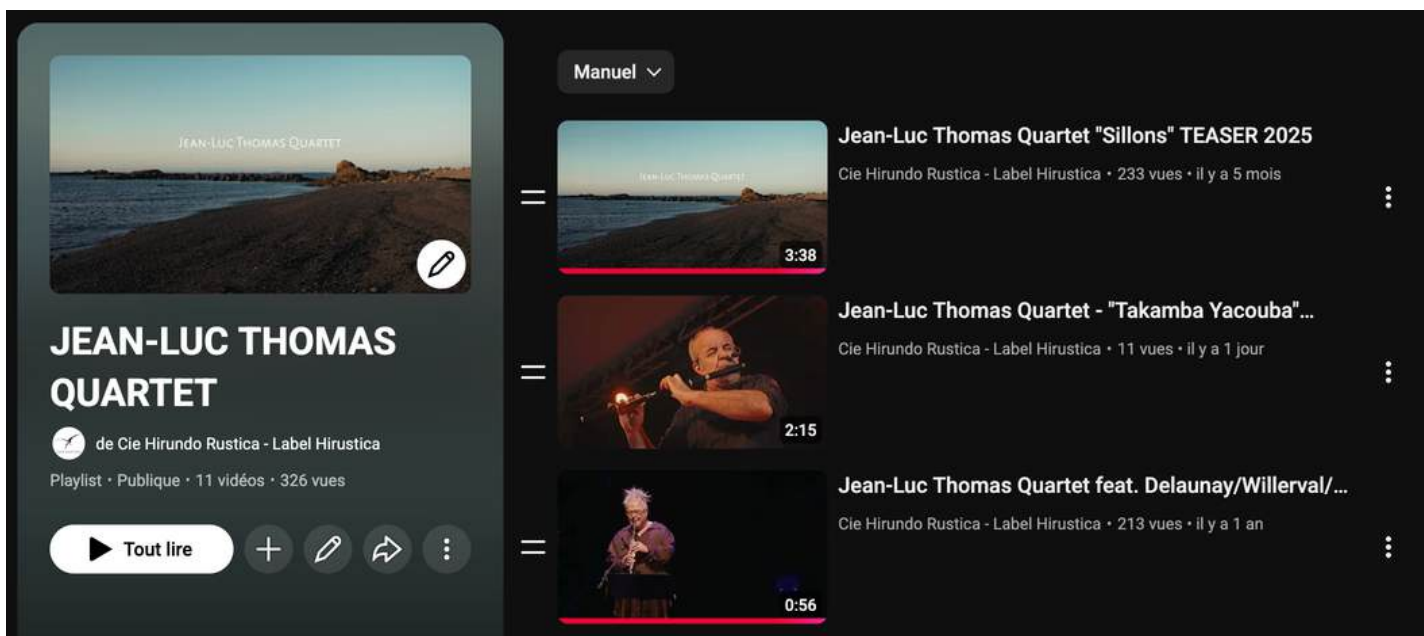 JEAN-LUC THOMAS QUARTET
JEAN-LUC THOMAS
QUARTET
de Cie Hirundo Rustica - Label Hirustica
Playlist • Publique • 11 vidéos • 326 vues
Tout lire
Manuel
JEAN-LUC THOMAS QUARTET
3:38
Jean-Luc Thomas Quartet "Sillons" TEASER 2025
Cie Hirundo Rustica - Label Hirustica • 233 vues • il y a 5 mois
2:15
Jean-Luc Thomas Quartet - "Takamba Yacouba"...
Cie Hirundo Rustica - Label Hirustica • 11 vues • il y a 1 jour
0:56
Jean-Luc Thomas Quartet feat. Delaunay/Willerval/...
Cie Hirundo Rustica - Label Hirustica • 213 vues • il y a 1 an